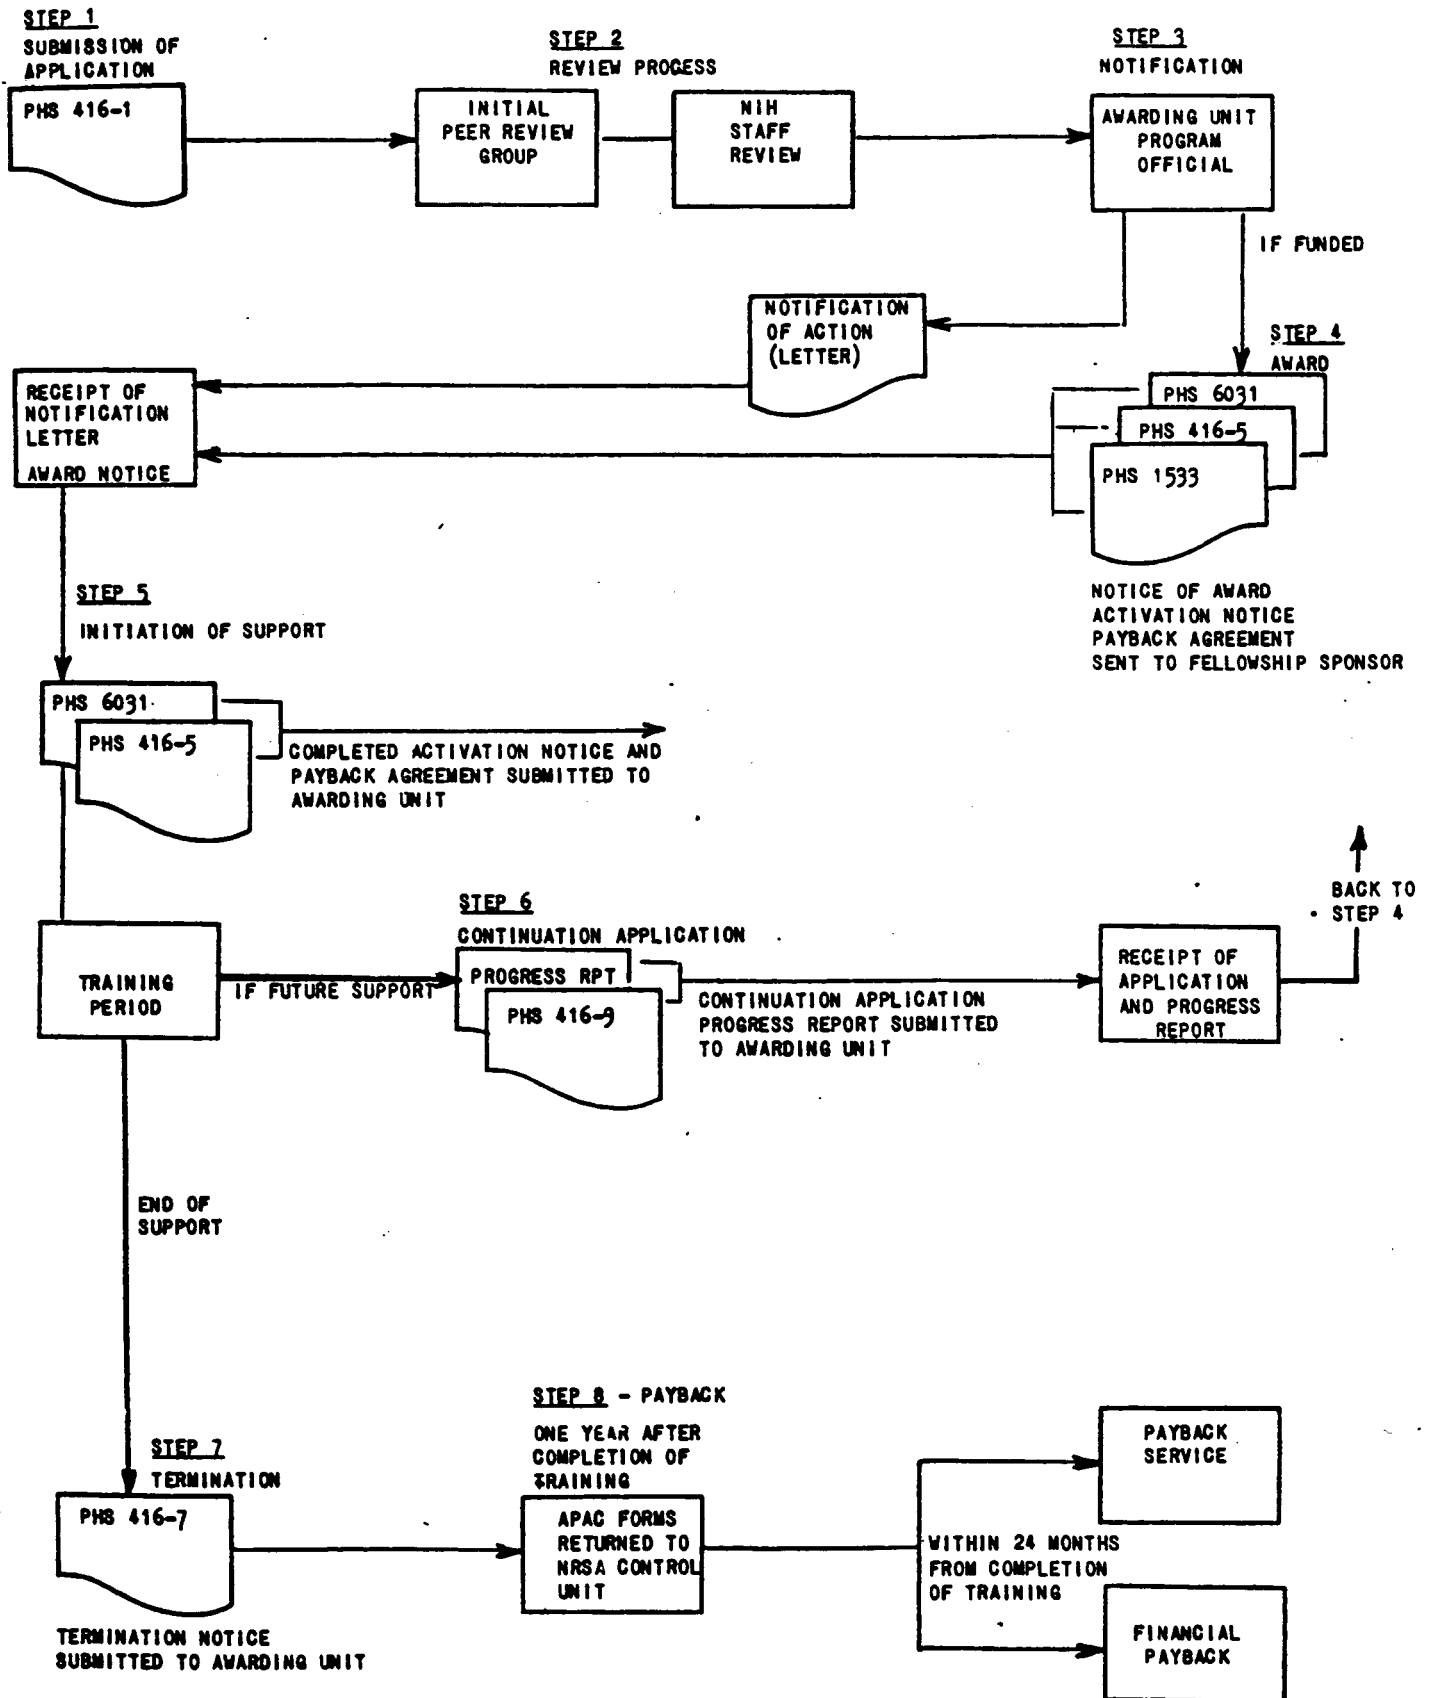 STEP 1
SUBMISSION OF
APPLICATION
PHS 416-1
STEP 2
REVIEW PROCESS
INITIAL
PEER REVIEW
GROUP
NIH
STAFF
REVIEW
STEP 3
NOTIFICATION
AWARDING UNIT
PROGRAM
OFFICIAL
IF FUNDED
NOTIFICATION
OF ACTION
(LETTER)
STEP 4
AWARD
PHS 6031
PHS 416-5
PHS 1533
NOTICE OF AWARD
ACTIVATION NOTICE
PAYBACK AGREEMENT
SENT TO FELLOWSHIP SPONSOR
RECEIPT OF
NOTIFICATION
LETTER
AWARD NOTICE
STEP 5
INITIATION OF SUPPORT
PHS 6031
PHS 416-5
COMPLETED ACTIVATION NOTICE AND
PAYBACK AGREEMENT SUBMITTED TO
AWARDING UNIT
TRAINING
PERIOD
IF FUTURE SUPPORT
STEP 6
CONTINUATION APPLICATION
PROGRESS RPT
PHS 416-9
CONTINUATION APPLICATION
PROGRESS REPORT SUBMITTED
TO AWARDING UNIT
RECEIPT OF
APPLICATION
AND PROGRESS
REPORT
BACK TO
STEP 4
END OF
SUPPORT
STEP 7
TERMINATION
PHS 416-7
TERMINATION NOTICE
SUBMITTED TO AWARDING UNIT
STEP 8 - PAYBACK
ONE YEAR AFTER
COMPLETION OF
TRAINING
APAC FORMS
RETURNED TO
NRSA CONTROL
UNIT
WITHIN 24 MONTHS
FROM COMPLETION
OF TRAINING
PAYBACK
SERVICE
FINANCIAL
PAYBACK